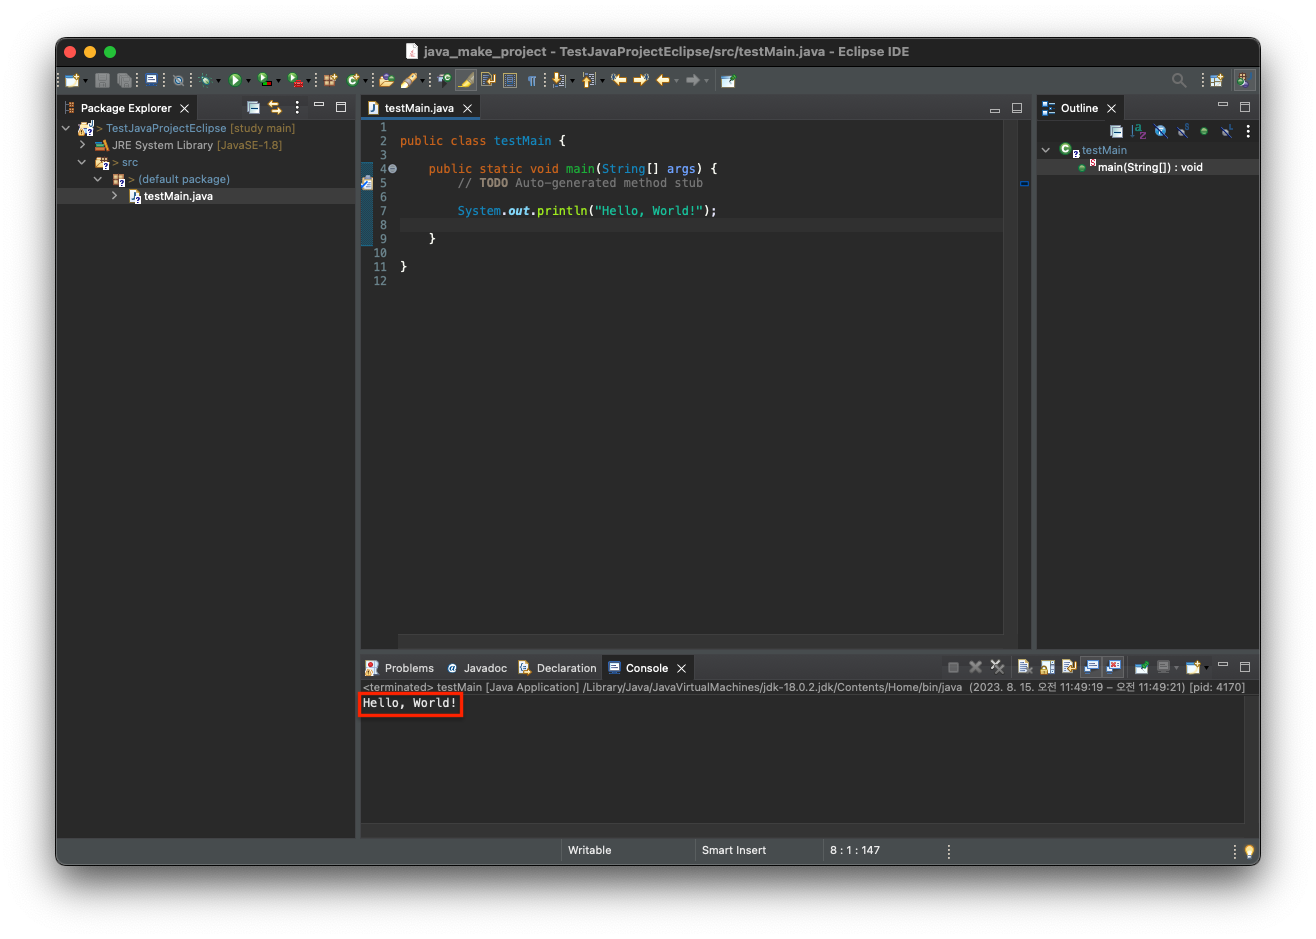 java_make_project - TestJavaProjectEclipse/src/testMain.java - Eclipse IDE
Package Explorer
> TestJavaProjectEclipse [study main]
JRE System Library [JavaSE-1.8]
> src
> (default package)
testMain.java
testMain.java
1
2 public class testMain {
3
4 public static void main(String[] args) {
5 // TODO Auto-generated method stub
6
7 System.out.println("Hello, World!");
8
9 }
10
11 }
12
Outline
testMain
main(String[]) : void
Problems Javadoc Declaration Console
<terminated> testMain [Java Application] /Library/Java/JavaVirtualMachines/jdk-18.0.2.jdk/Contents/Home/bin/java (2023. 8. 15. 오전 11:49:19 – 오전 11:49:21) [pid: 4170]
Hello, World!
Writable Smart Insert 8 : 1 : 147